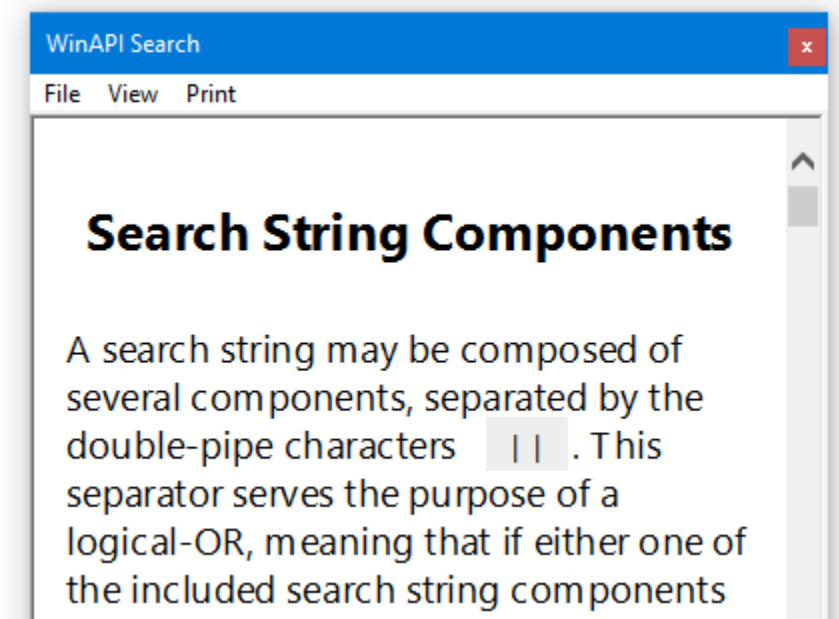 WinAPI Search
x
File View Print
Search String Components
A search string may be composed of
several components, separated by the
double-pipe characters || . This
separator serves the purpose of a
logical-OR, meaning that if either one of
the included search string components